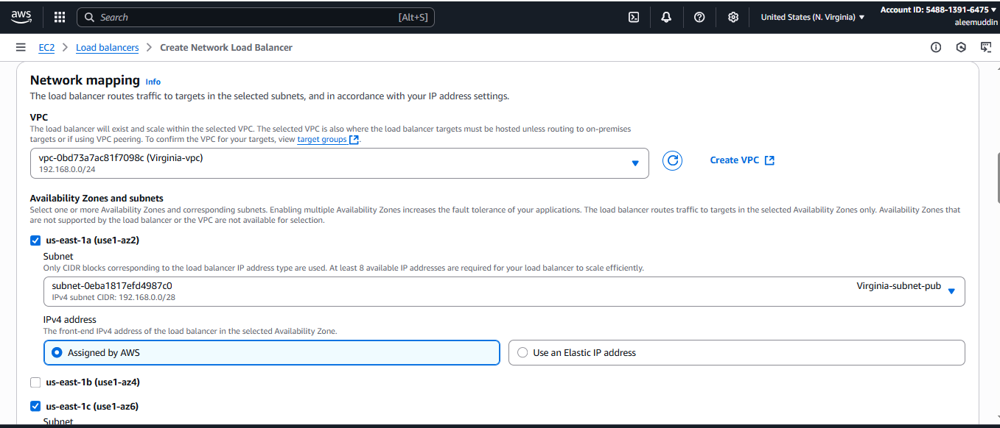 aws
Search [Alt+S]
United States (N. Virginia)
Account ID: 5488-1391-6475
aleemuddin
EC2 > Load balancers > Create Network Load Balancer
Network mapping Info
The load balancer routes traffic to targets in the selected subnets, and in accordance with your IP address settings.
VPC
The load balancer will exist and scale within the selected VPC. The selected VPC is also where the load balancer targets must be hosted unless routing to on-premises
targets or if using VPC peering. To confirm the VPC for your targets, view target groups.
vpc-0bd73a7ac81f7098c (Virginia-vpc)
192.168.0.0/24
Create VPC
Availability Zones and subnets
Select one or more Availability Zones and corresponding subnets. Enabling multiple Availability Zones increases the fault tolerance of your applications. The load balancer routes traffic to targets in the selected Availability Zones only. Availability Zones that
are not supported by the load balancer or the VPC are not available for selection.
us-east-1a (use1-az2)
Subnet
Only CIDR blocks corresponding to the load balancer IP address type are used. At least 8 available IP addresses are required for your load balancer to scale efficiently.
subnet-0eba1817efd4987c0 Virginia-subnet-pub
IPv4 subnet CIDR: 192.168.0.0/28
IPv4 address
The front-end IPv4 address of the load balancer in the selected Availability Zone.
Assigned by AWS
Use an Elastic IP address
us-east-1b (use1-az4)
us-east-1c (use1-az6)
Subnet